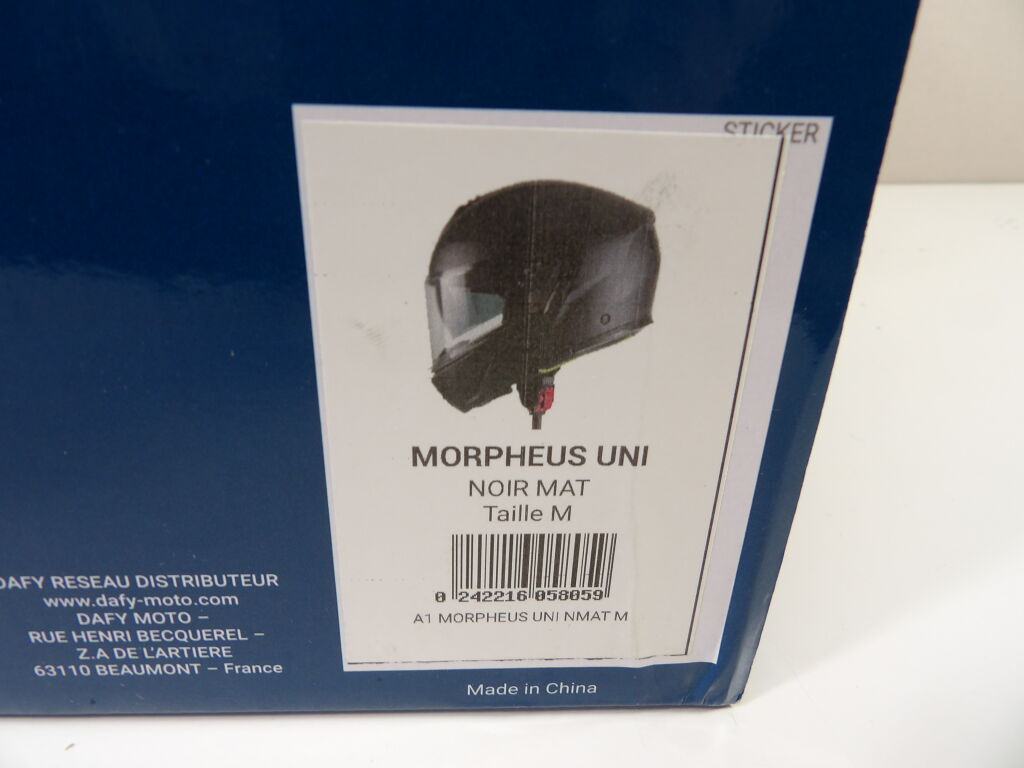 STICKER
MORPHEUS UNI
NOIR MAT
Taille M
0 242216 058059
A1 MORPHEUS UNI NMAT M
DAFY RESEAU DISTRIBUTEUR
www.dafy-moto.com
DAFY MOTO –
RUE HENRI BECQUEREL –
Z.A DE L'ARTIERE
63110 BEAUMONT – France
Made in China